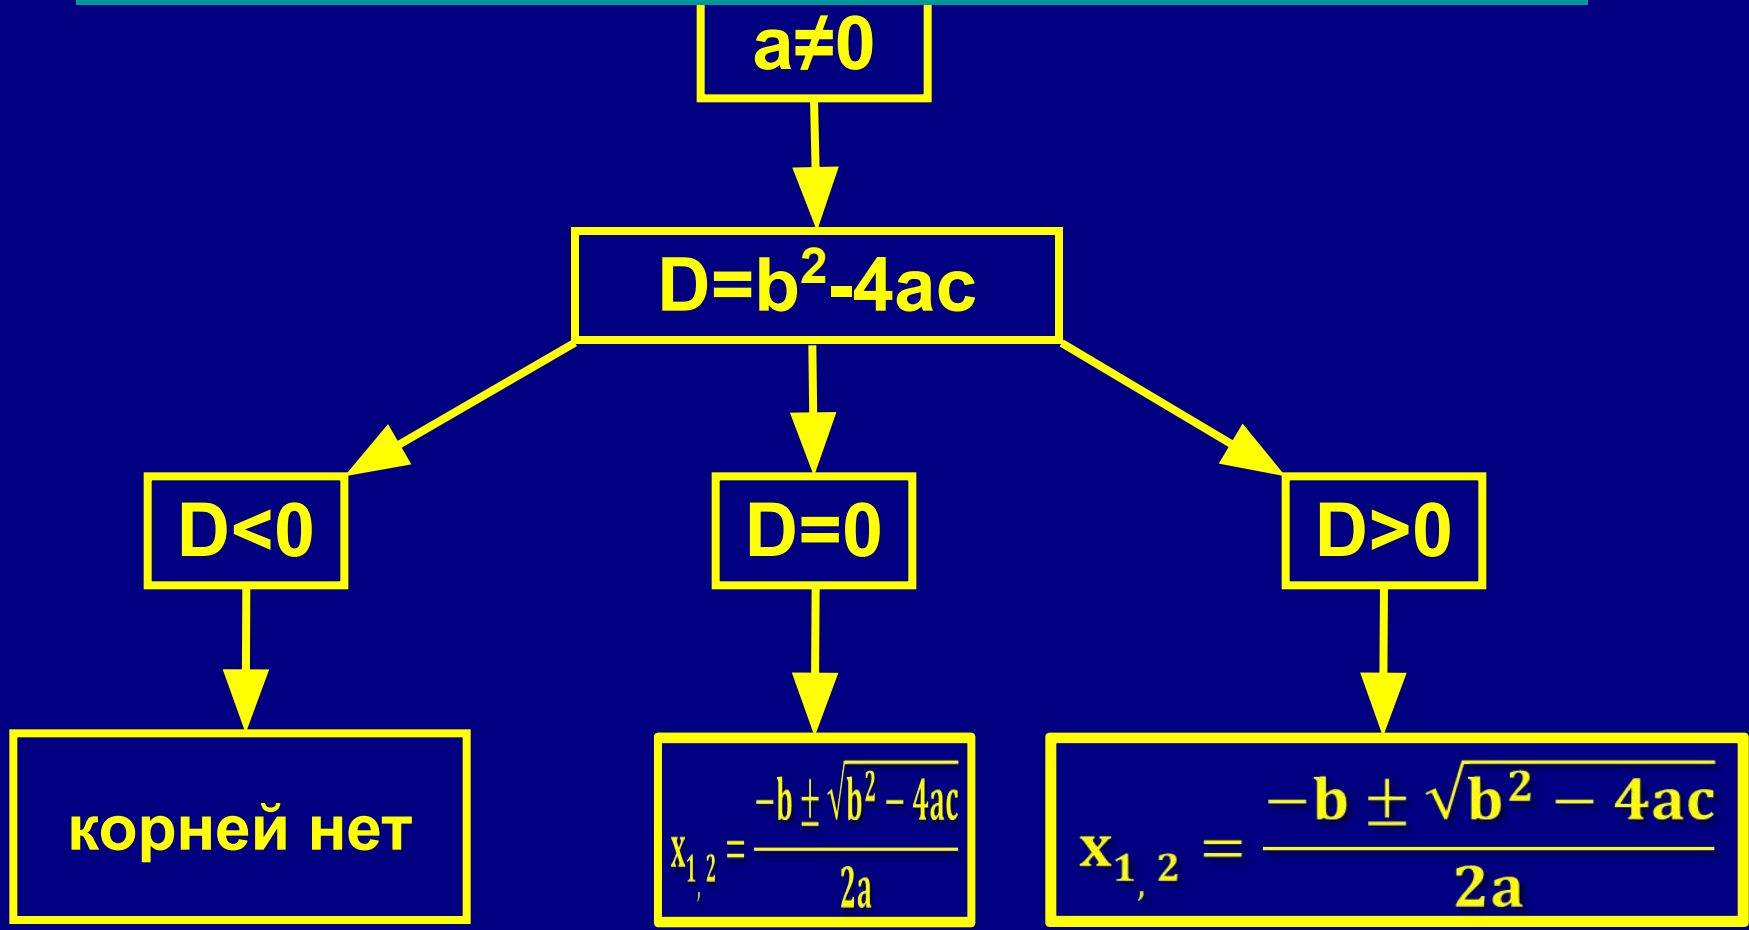 a≠0
D=b²-4ac
D<0
D=0
D>0
корней нет
x₁,₂ = (−b ± √(b² − 4ac)) / 2a
x₁,₂ = (−b ± √(b² − 4ac)) / 2a